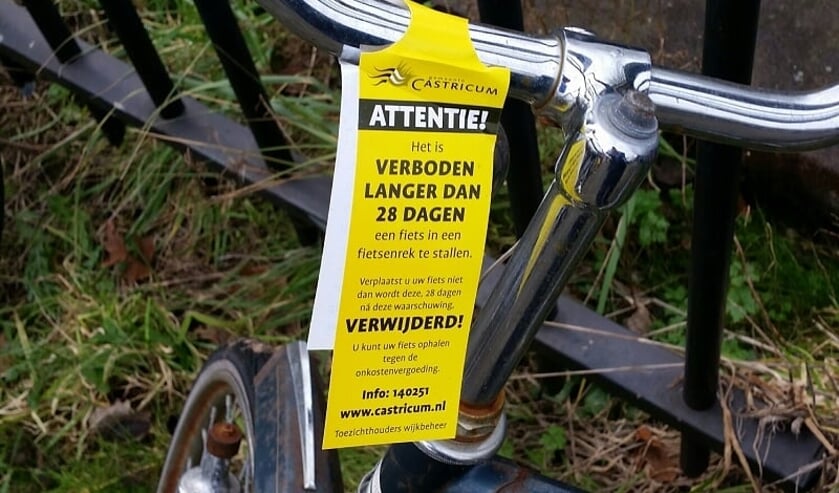 gemeente
CASTRICUM
ATTENTIE!
Het is
VERBODEN
LANGER DAN
28 DAGEN
een fiets in een
fietsenrek te stallen.
Verplaatst u uw fiets niet
dan wordt deze, 28 dagen
ná deze waarschuwing,
VERWIJDERD!
U kunt uw fiets ophalen
tegen de
onkostenvergoeding.
Info: 140251
www.castricum.nl
Toezichthouders wijkbeheer